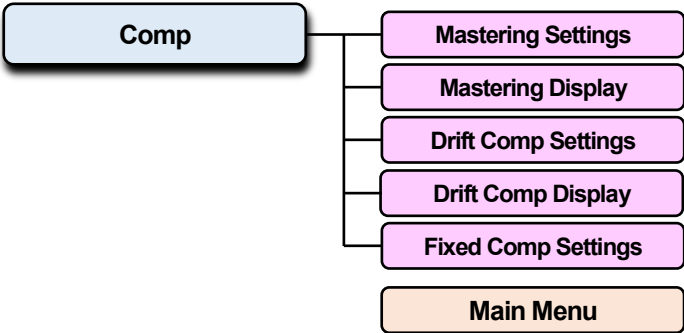 Comp
Mastering Settings
Mastering Display
Drift Comp Settings
Drift Comp Display
Fixed Comp Settings
Main Menu